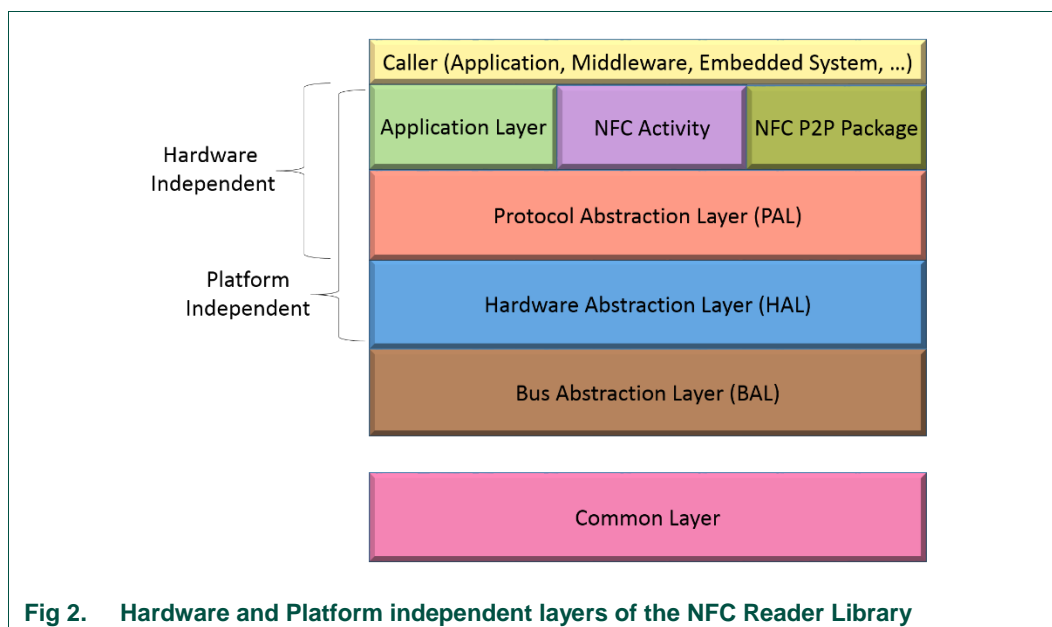 Caller (Application, Middleware, Embedded System, ...)
Application Layer
NFC Activity
NFC P2P Package
Hardware
Independent
Protocol Abstraction Layer (PAL)
Platform
Independent
Hardware Abstraction Layer (HAL)
Bus Abstraction Layer (BAL)
Common Layer
Fig 2. Hardware and Platform independent layers of the NFC Reader Library